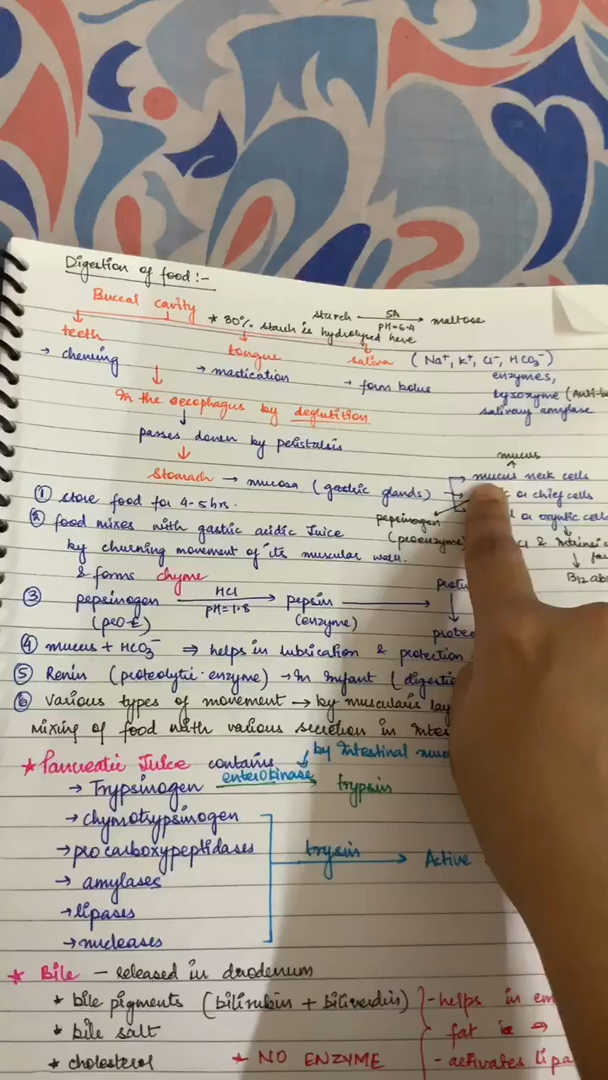 Digestion of food :-
Buccal cavity
starch SA PH=6.4 maltose
* 30% starch is hydrolysed here
teeth tongue saliva (Na⁺, K⁺, Cl⁻, HCO₃⁻)
→ chewing → mastication → form bolus enzymes,
lysozyme
salivary amylase
In the oesophagus by deglutition
passes down by peristalsis
mucus
Stomach → mucosa (gastric glands) → mucus neck cells
or chief cells
① store food for 4-5 hrs. pepsinogen or oxyntic cells
(proenzyme)
② food mixes with gastric acidic Juice
by churning movement of its muscular wall.
& forms chyme
B12
③ pepsinogen HCl PH=1.8 pepsin
(enzyme)
④ mucus + HCO₃⁻ ⇒ helps in lubrication & protection
⑤ Renin (proteolytic enzyme) → In Infant
⑥ Various types of movement → by muscularis
mixing of food with various secretion in
* Pancreatic Juice contains by Intestinal
→ Trypsinogen enterokinase trypsin
→ chymotrypsinogen
→ procarboxypeptidases trysin → Active
→ amylases
→ lipases
→ nucleases
* Bile – released in duodenum
* bile pigments (bilirubin + biliverdin) - helps in
* bile salt fat
* cholesterol * NO ENZYME - activates